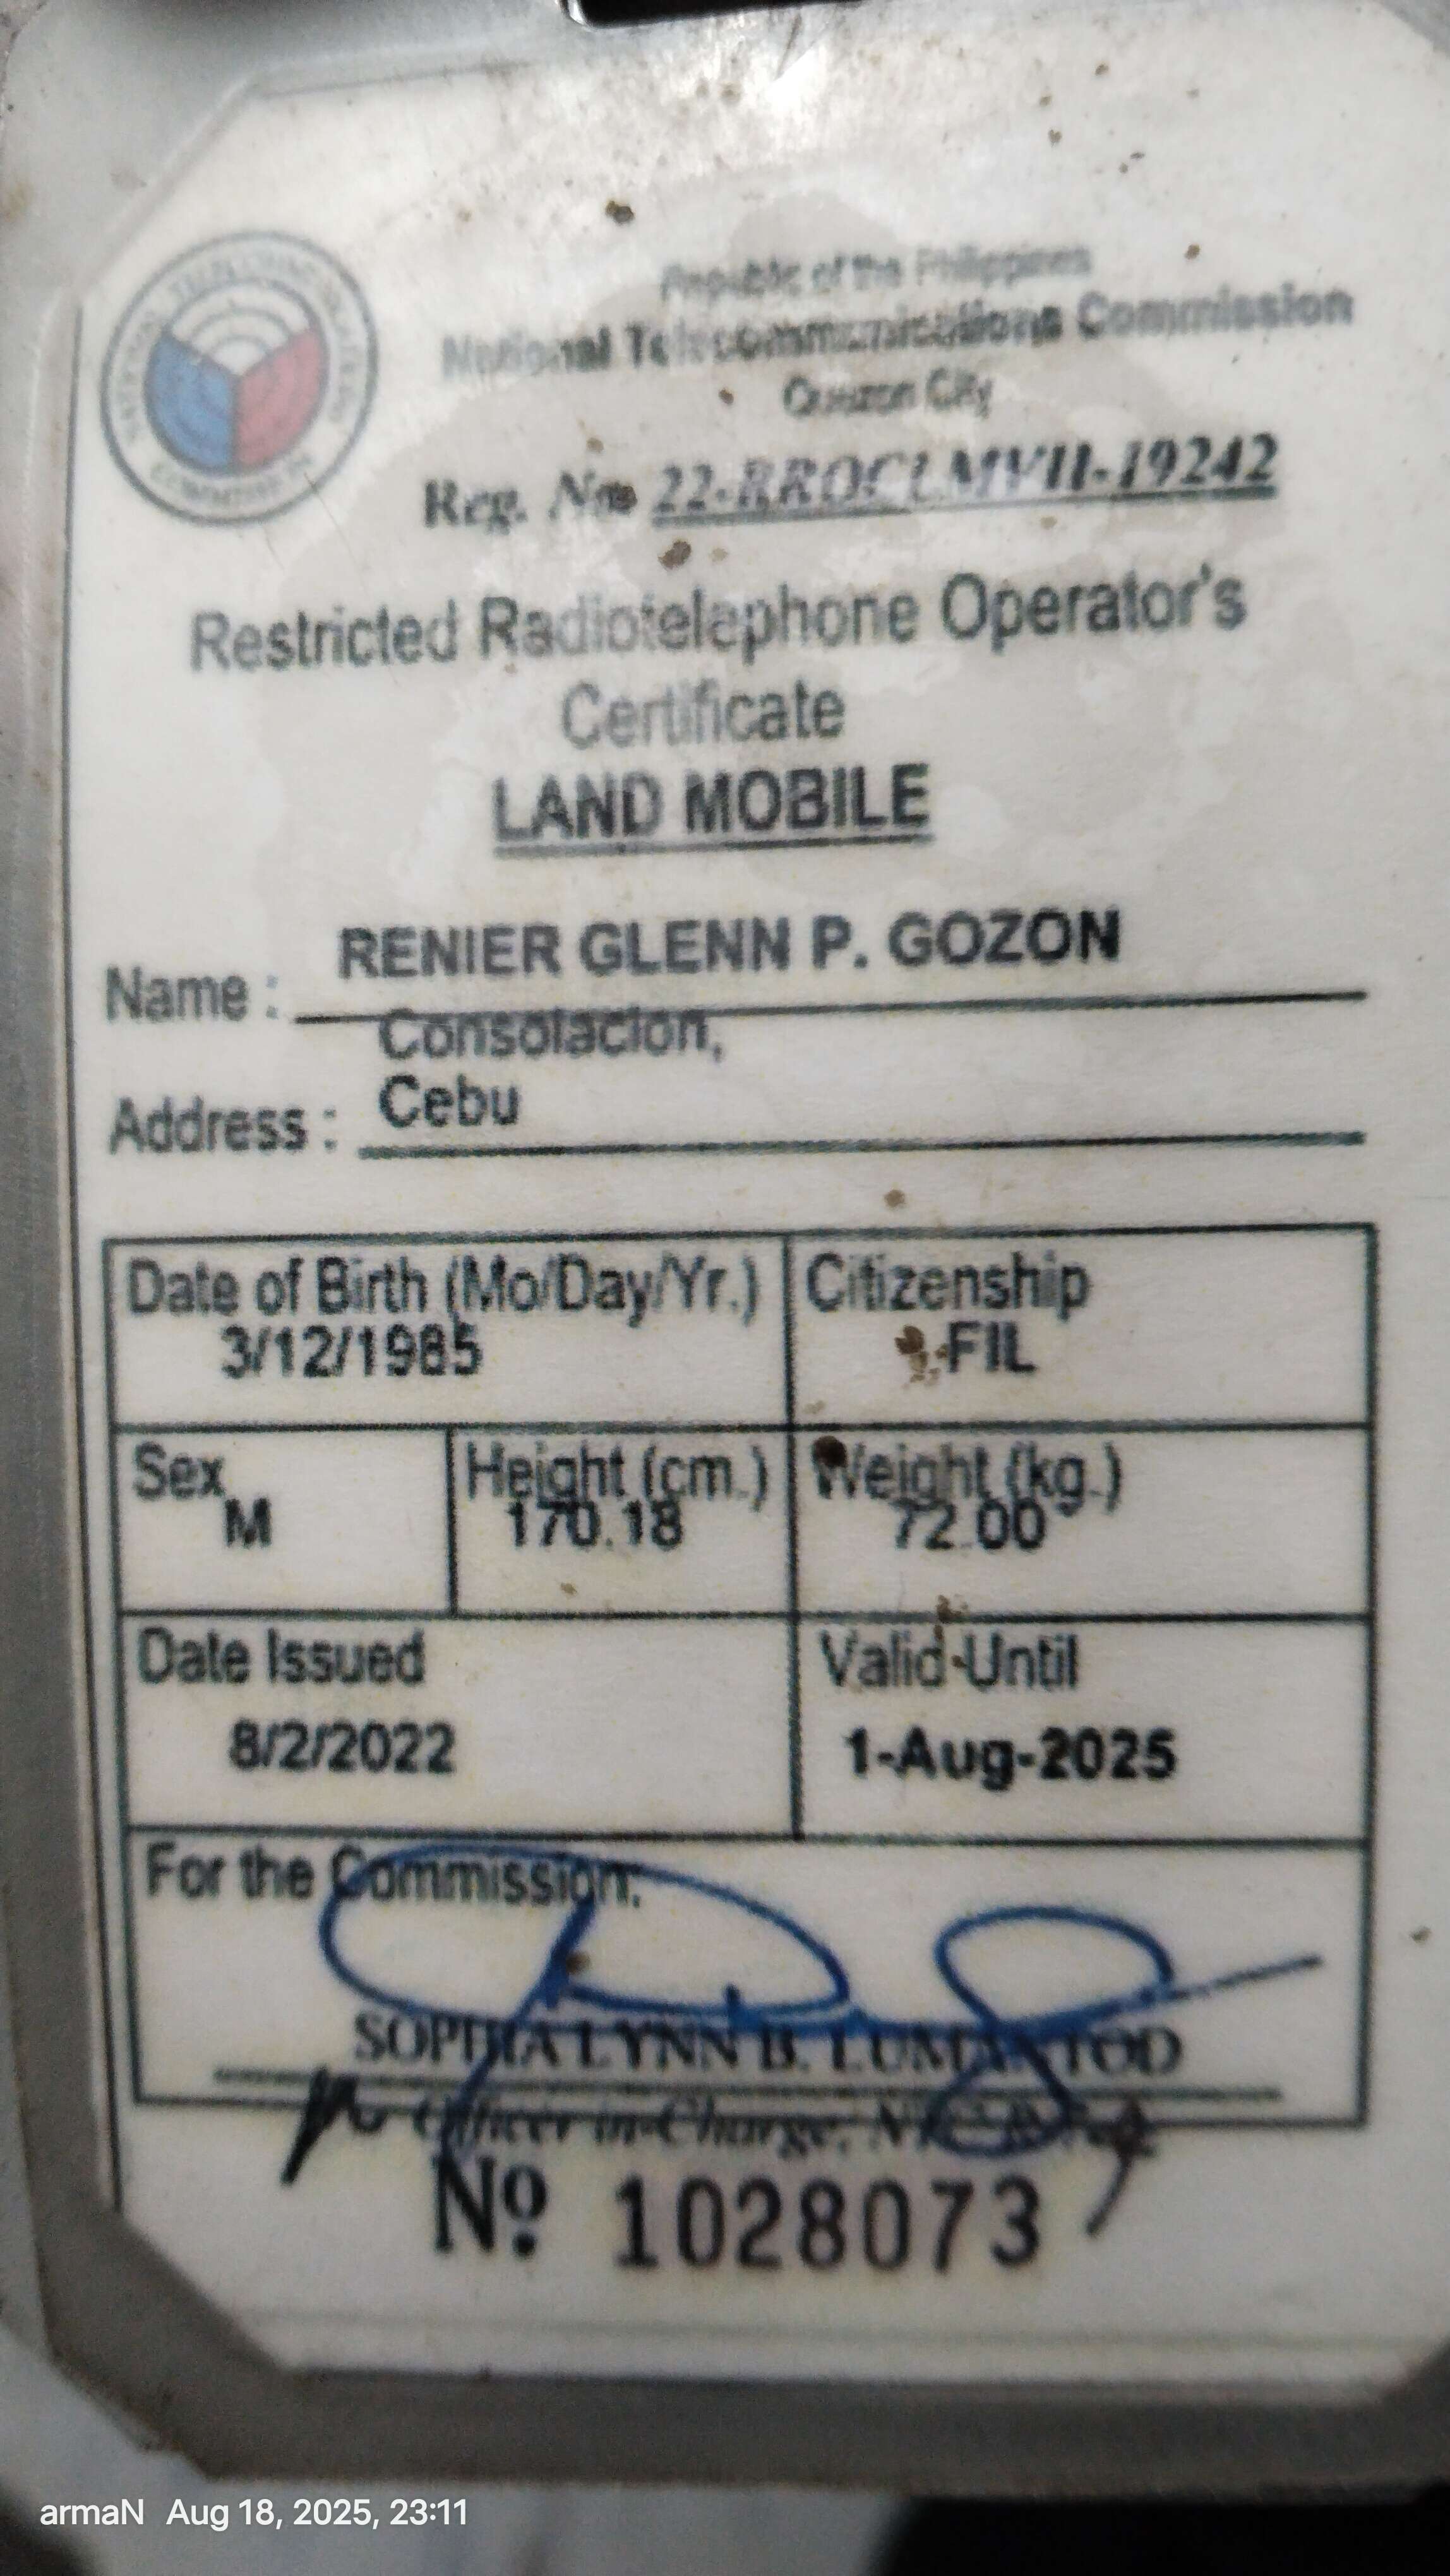 Republic of the Philippines
National Telecommunications Commission
Quezon City
Reg. No. 22-RROCLMVII-19242
Restricted Radiotelephone Operator's
Certificate
LAND MOBILE
Name : RENIER GLENN P. GOZON
Consolacion,
Address : Cebu
Date of Birth (Mo/Day/Yr.) Citizenship
3/12/1985 FIL
Sex Height (cm.) Weight (kg.)
M 170.18 72.00
Date Issued Valid Until
8/2/2022 1-Aug-2025
For the Commission:
SOPHIA LYNN B.
Officer in-Charge,
Nº 1028073
armaN Aug 18, 2025, 23:11